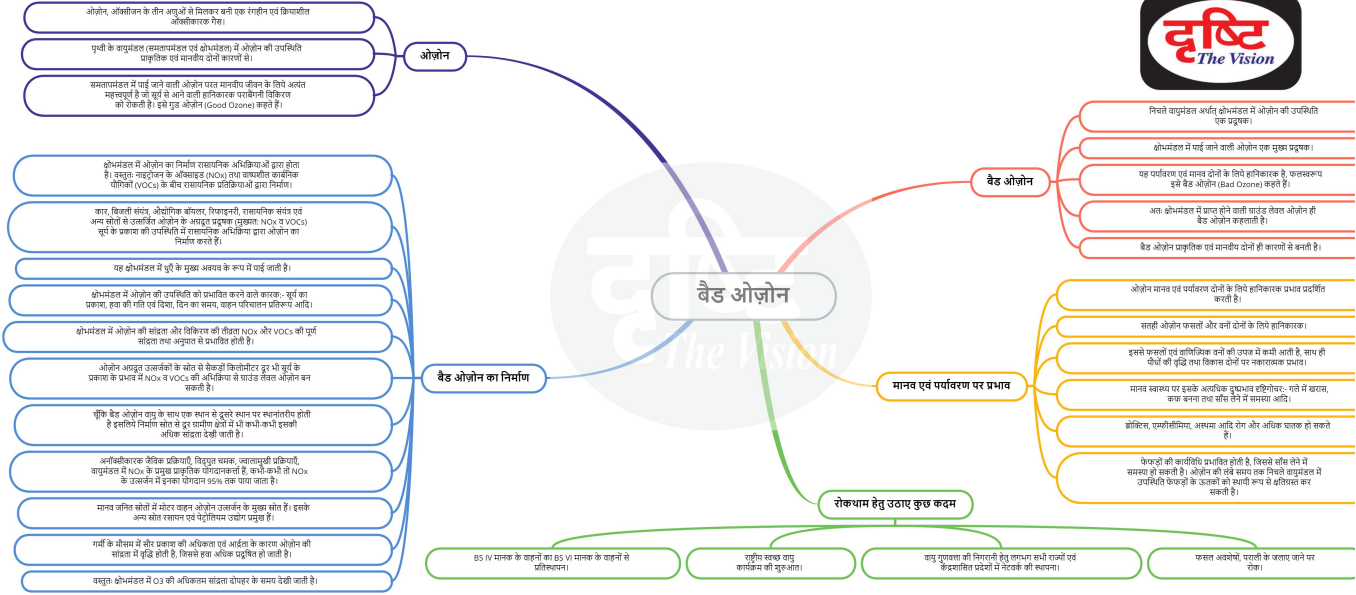 ओज़ोन, ऑक्सीजन के तीन अणुओं से मिलकर बनी एक रंगहीन एवं क्रियाशील
ऑक्सीकारक गैस।
पृथ्वी के वायुमंडल (समतापमंडल एवं क्षोभमंडल) में ओज़ोन की उपस्थिति
प्राकृतिक एवं मानवीय दोनों कारणों से।
समतापमंडल में पाई जाने वाली ओज़ोन परत मानवीय जीवन के लिये अत्यंत
महत्त्वपूर्ण है जो सूर्य से आने वाली हानिकारक पराबैंगनी विकिरण
को रोकती है। इसे गुड ओज़ोन (Good Ozone) कहते हैं।
ओज़ोन
क्षोभमंडल में ओज़ोन का निर्माण रासायनिक अभिक्रियाओं द्वारा होता
है। वस्तुत: नाइट्रोजन के ऑक्साइड (NOx) तथा वाष्पशील कार्बनिक
यौगिकों (VOCs) के बीच रासायनिक प्रतिक्रियाओं द्वारा निर्माण।
कार, बिजली संयंत्र, औद्योगिक बॉयलर, रिफाइनरी, रासायनिक संयंत्र एवं
अन्य स्रोतों से उत्सर्जित ओज़ोन के अग्रदूत प्रदूषक (मुख्यत: NOx व VOCs)
सूर्य के प्रकाश की उपस्थिति में रासायनिक अभिक्रिया द्वारा ओज़ोन का
निर्माण करते हैं।
यह क्षोभमंडल में धुएँ के मुख्य अवयव के रूप में पाई जाती है।
क्षोभमंडल में ओज़ोन की उपस्थिति को प्रभावित करने वाले कारक:- सूर्य का
प्रकाश, हवा की गति एवं दिशा, दिन का समय, वाहन परिचालन प्रतिरूप आदि।
क्षोभमंडल में ओज़ोन की सांद्रता और विकिरण की तीव्रता NOx और VOCs की पूर्ण
सांद्रता तथा अनुपात से प्रभावित होती है।
ओज़ोन अग्रदूत उत्सर्जकों के स्रोत से सैकड़ों किलोमीटर दूर भी सूर्य के
प्रकाश के प्रभाव में NOx व VOCs की अभिक्रिया से ग्राउंड लेवल ओज़ोन बन
सकती है।
चूँकि बैड ओज़ोन वायु के साथ एक स्थान से दूसरे स्थान पर स्थानांतरीय होती
है इसलिये निर्माण स्रोत से दूर ग्रामीण क्षेत्रों में भी कभी-कभी इसकी
अधिक सांद्रता देखी जाती है।
अनॉक्सीकारक जैविक प्रक्रियाएँ, विद्युत चमक, ज्वालामुखी प्रक्रियाएँ,
वायुमंडल में NOx के प्रमुख प्राकृतिक योगदानकर्त्ता हैं, कभी-कभी तो NOx
के उत्सर्जन में इनका योगदान 95% तक पाया जाता है।
मानव जनित स्रोतों में मोटर वाहन ओज़ोन उत्सर्जन के मुख्य स्रोत हैं। इसके
अन्य स्रोत रसायन एवं पेट्रोलियम उद्योग प्रमुख हैं।
गर्मी के मौसम में सौर प्रकाश की अधिकता एवं आर्द्रता के कारण ओज़ोन की
सांद्रता में वृद्धि होती है, जिससे हवा अधिक प्रदूषित हो जाती है।
वस्तुतः क्षोभमंडल में O3 की अधिकतम सांद्रता दोपहर के समय देखी जाती है।
बैड ओज़ोन का निर्माण
बैड ओज़ोन
दृष्टि
The Vision
दृष्टि
The Vision
बैड ओज़ोन
निचले वायुमंडल अर्थात् क्षोभमंडल में ओज़ोन की उपस्थिति
एक प्रदूषक।
क्षोभमंडल में पाई जाने वाली ओज़ोन एक मुख्य प्रदूषक।
यह पर्यावरण एवं मानव दोनों के लिये हानिकारक है, फलस्वरूप
इसे बैड ओज़ोन (Bad Ozone) कहते हैं।
अतः क्षोभमंडल में प्राप्त होने वाली ग्राउंड लेवल ओज़ोन ही
बैड ओज़ोन कहलाती है।
बैड ओज़ोन प्राकृतिक एवं मानवीय दोनों ही कारणों से बनती है।
मानव एवं पर्यावरण पर प्रभाव
ओज़ोन मानव एवं पर्यावरण दोनों के लिये हानिकारक प्रभाव प्रदर्शित
करती है।
सतही ओज़ोन फसलों और वनों दोनों के लिये हानिकारक।
इससे फसलों एवं वाणिज्यिक वनों की उपज में कमी आती है, साथ ही
पौधों की वृद्धि तथा विकास दोनों पर नकारात्मक प्रभाव।
मानव स्वास्थ्य पर इसके अत्यधिक दुष्प्रभाव दृष्टिगोचर:- गले में खरास,
कफ बनना तथा साँस लेने में समस्या आदि।
ब्रोंक्टिस, एम्फीसीमिया, अस्थमा आदि रोग और अधिक घातक हो सकते
हैं।
फेफड़ों की कार्यविधि प्रभावित होती है, जिससे साँस लेने में
समस्या हो सकती है। ओज़ोन की लंबे समय तक निचले वायुमंडल में
उपस्थिति फेफड़ों के ऊतकों को स्थायी रूप से क्षतिग्रस्त कर
सकती है।
रोकथाम हेतु उठाए कुछ कदम
BS IV मानक के वाहनों का BS VI मानक के वाहनों से
प्रतिस्थापन।
राष्ट्रीय स्वच्छ वायु
कार्यक्रम की शुरुआत।
वायु गुणवत्ता की निगरानी हेतु लगभग सभी राज्यों एवं
केंद्रशासित प्रदेशों में नेटवर्क की स्थापना।
फसल अवशेषों, पराली के जलाए जाने पर
रोक।